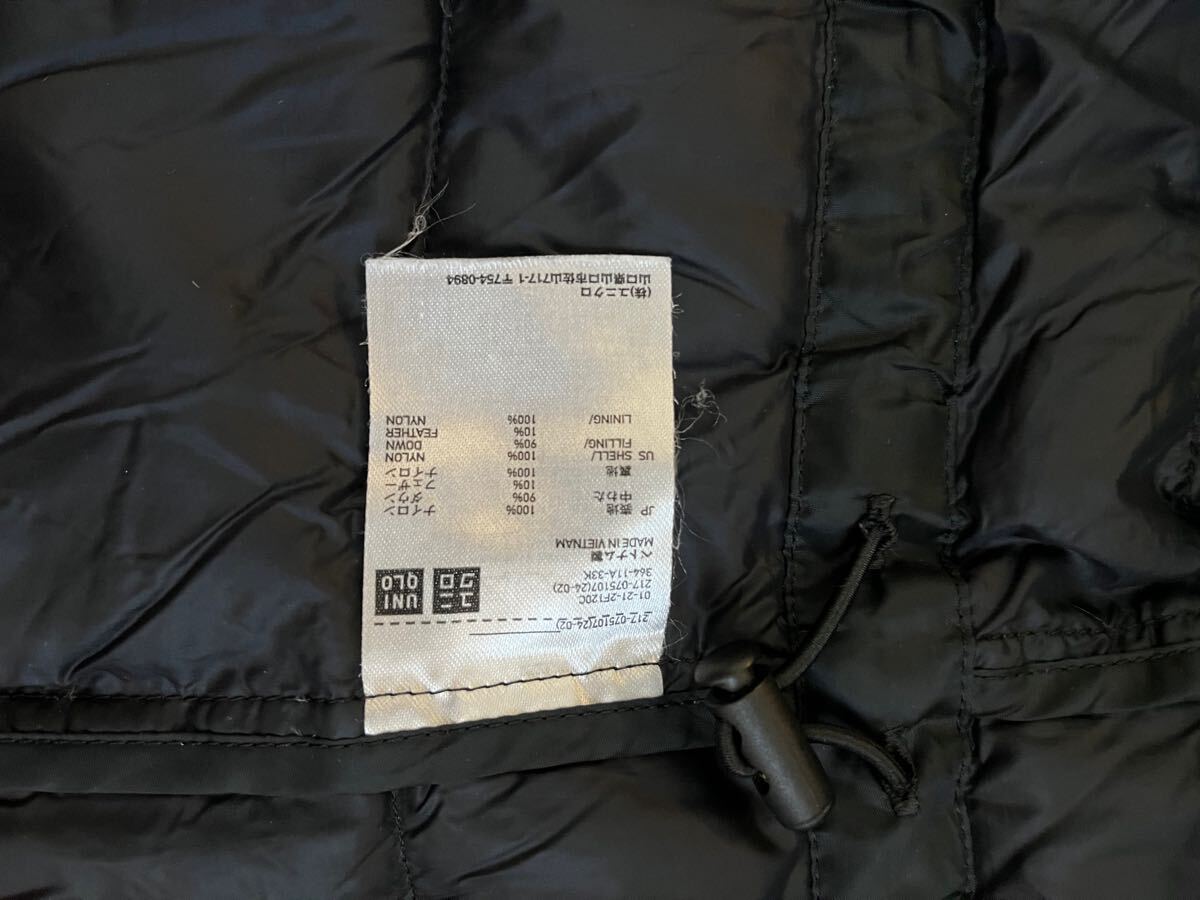 217-075107(24-02)
01-21-2F120C
217-075107(24-02)
364-11A-33K
ユニ
クロ
UNI
QLO
ベトナム製
MADE IN VIETNAM
JP 表地 100% ナイロン
中わた 90% ダウン
10% フェザー
裏地 100% ナイロン
US SHELL/ 100% NYLON
FILLING/ 90% DOWN
10% FEATHER
LINING/ 100% NYLON
(株)ユニクロ
山口県山口市佐山717-1 〒754-0894